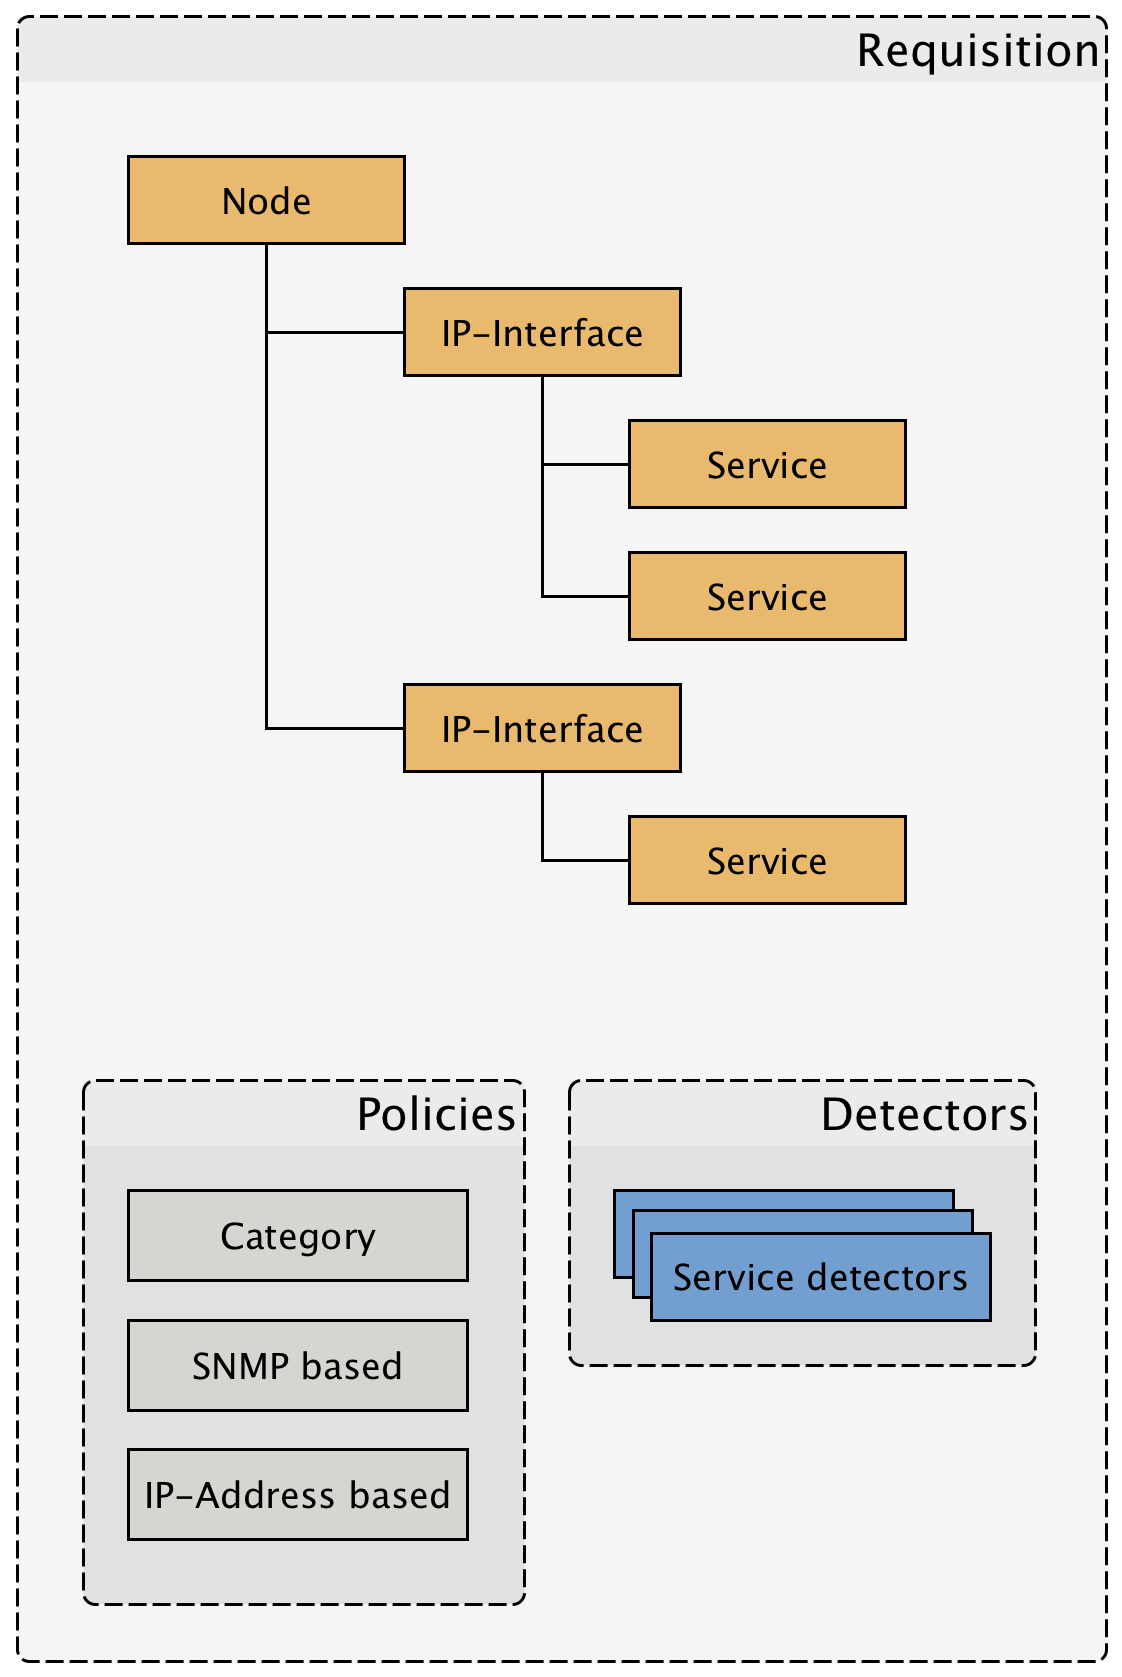 Requisition
Node
IP-Interface
Service
Service
IP-Interface
Service
Policies
Category
SNMP based
IP-Address based
Detectors
Service detectors